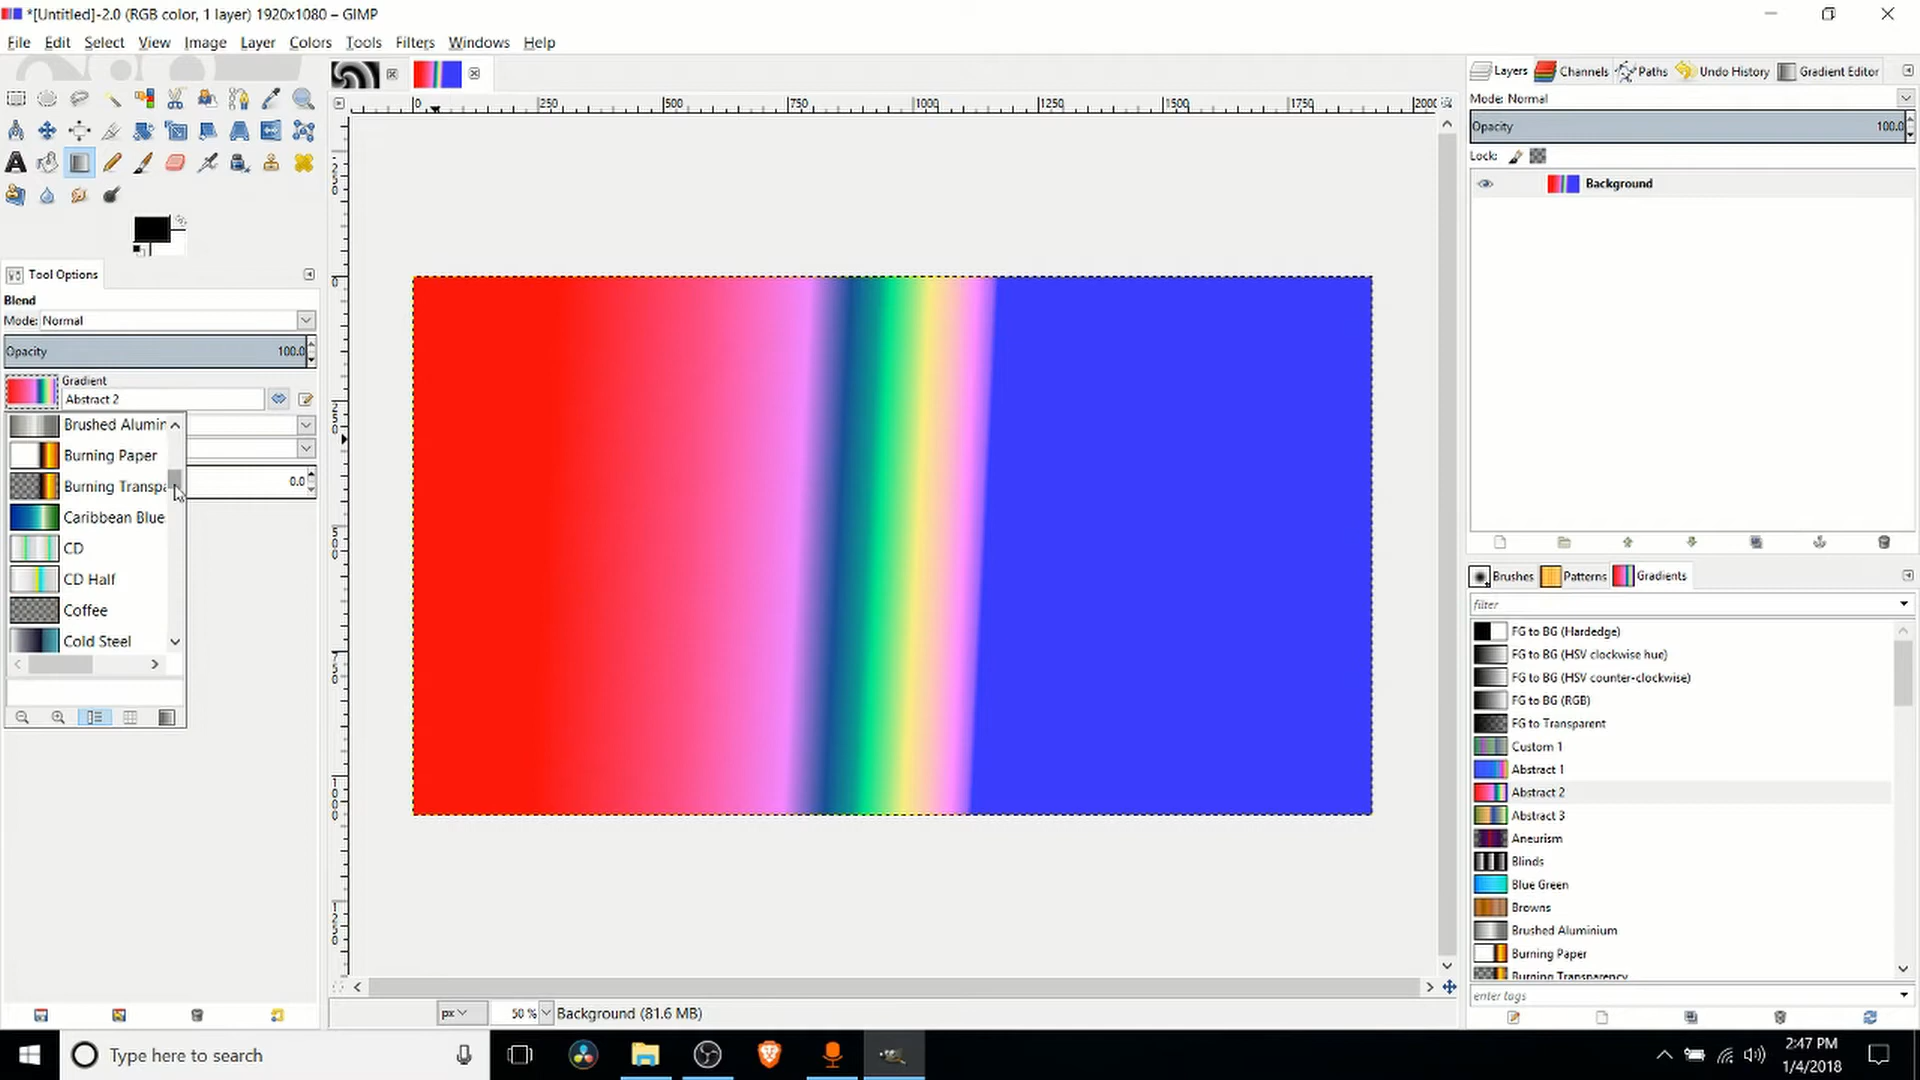 *[Untitled]-2.0 (RGB color, 1 layer) 1920x1080 – GIMP
File Edit Select View Image Layer Colors Tools Filters Windows Help
Layers Channels Paths Undo History Gradient Editor
0 250 500 750 1000 1250 1500 1750 2000
Mode: Normal
Opacity 100.0
Lock:
Background
Tool Options
Blend
Mode: Normal
Opacity 100.0
Gradient
Abstract 2
Brushed Alumin
Burning Paper
Burning Transpa
0.0
Caribbean Blue
CD
CD Half
Coffee
Cold Steel
Brushes Patterns Gradients
filter
FG to BG (Hardedge)
FG to BG (HSV clockwise hue)
FG to BG (HSV counter-clockwise)
FG to BG (RGB)
FG to Transparent
Custom 1
Abstract 1
Abstract 2
Abstract 3
Aneurism
Blinds
Blue Green
Browns
Brushed Aluminium
Burning Paper
Burning Transparency
enter tags
px 50 % Background (81.6 MB)
Type here to search
2:47 PM
1/4/2018